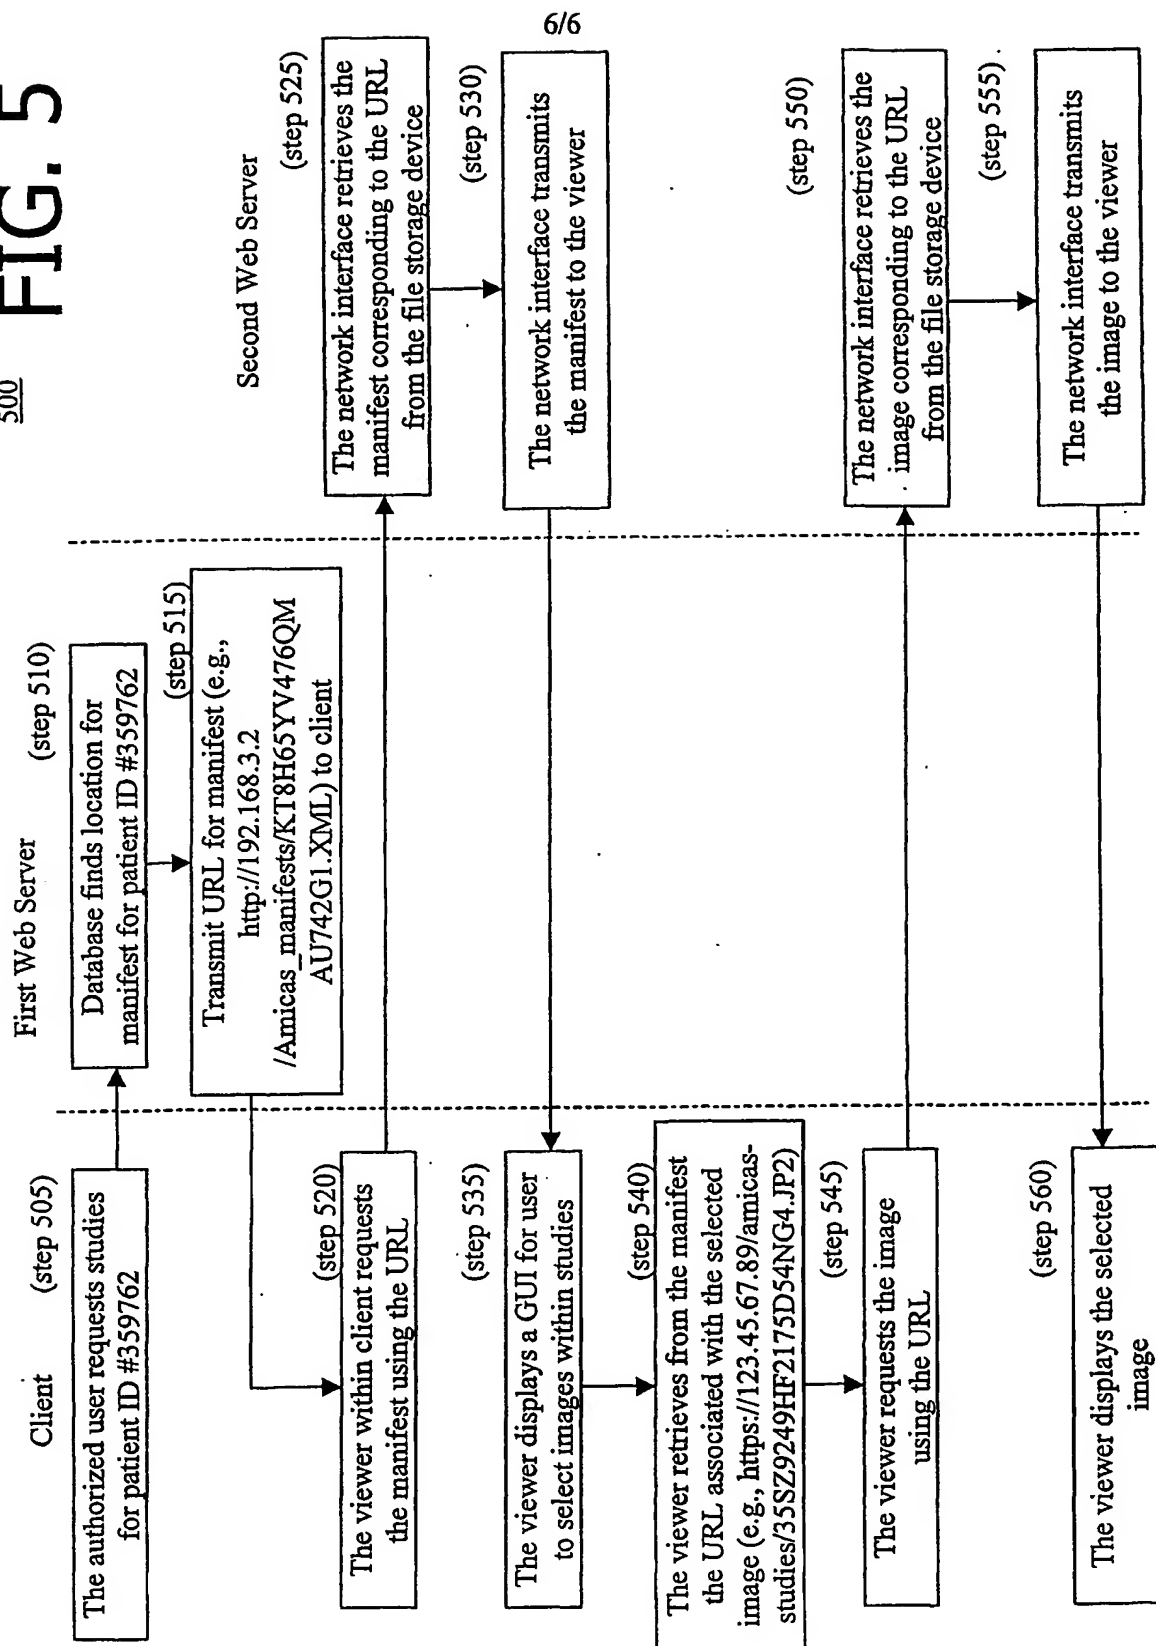 6/6
500
FIG. 5
Client
First Web Server
Second Web Server
(step 505)
The authorized user requests studies
for patient ID #359762
(step 510)
Database finds location for
manifest for patient ID #359762
(step 515)
Transmit URL for manifest (e.g.,
http://192.168.3.2
/Amicas_manifests/KT8H65YV476QM
AU742G1.XML) to client
(step 520)
The viewer within client requests
the manifest using the URL
(step 525)
The network interface retrieves the
manifest corresponding to the URL
from the file storage device
(step 530)
The network interface transmits
the manifest to the viewer
(step 535)
The viewer displays a GUI for user
to select images within studies
(step 540)
The viewer retrieves from the manifest
the URL associated with the selected
image (e.g., https://123.45.67.89/amicas-
studies/35SZ9249HF2175D54NG4.JP2)
(step 545)
The viewer requests the image
using the URL
(step 550)
The network interface retrieves the
image corresponding to the URL
from the file storage device
(step 555)
The network interface transmits
the image to the viewer
(step 560)
The viewer displays the selected
image